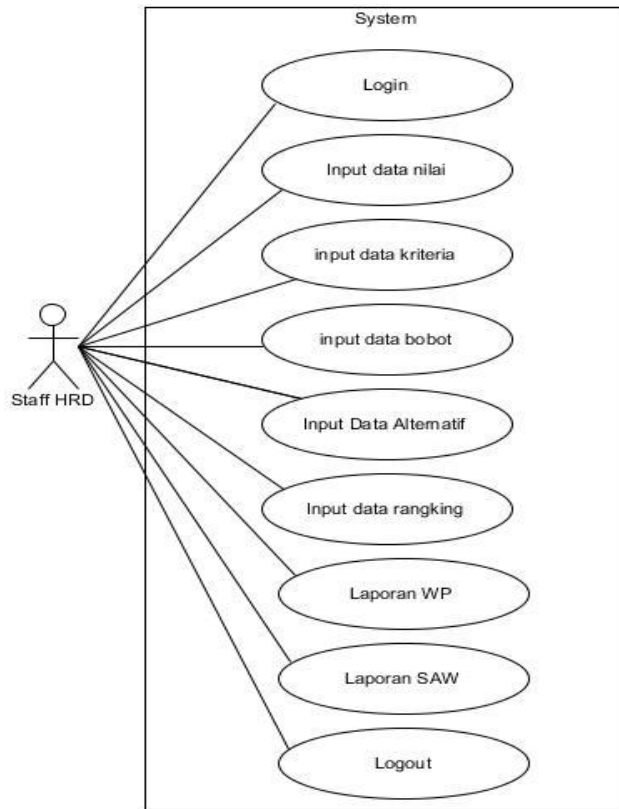 System
Login
Input data nilai
input data kriteria
input data bobot
Staff HRD
Input Data Alternatif
Input data rangking
Laporan WP
Laporan SAW
Logout